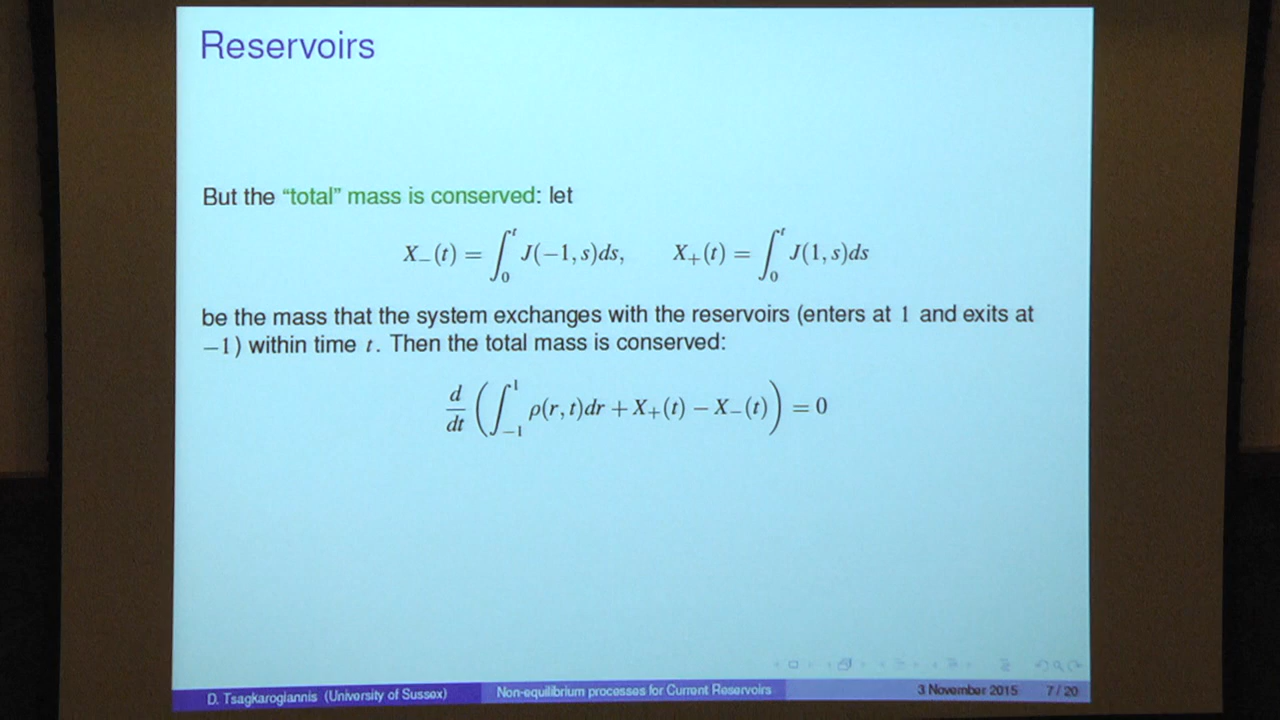 Reservoirs
But the “total” mass is conserved: let
X₋(t) = ∫₀ᵗ J(−1, s)ds, X₊(t) = ∫₀ᵗ J(1, s)ds
be the mass that the system exchanges with the reservoirs (enters at 1 and exits at
−1) within time t. Then the total mass is conserved:
d/dt (∫₋₁¹ ρ(r, t)dr + X₊(t) − X₋(t)) = 0
D. Tsagkarogiannis (University of Sussex) Non-equilibrium processes for Current Reservoirs 3 November 2015 7 / 20